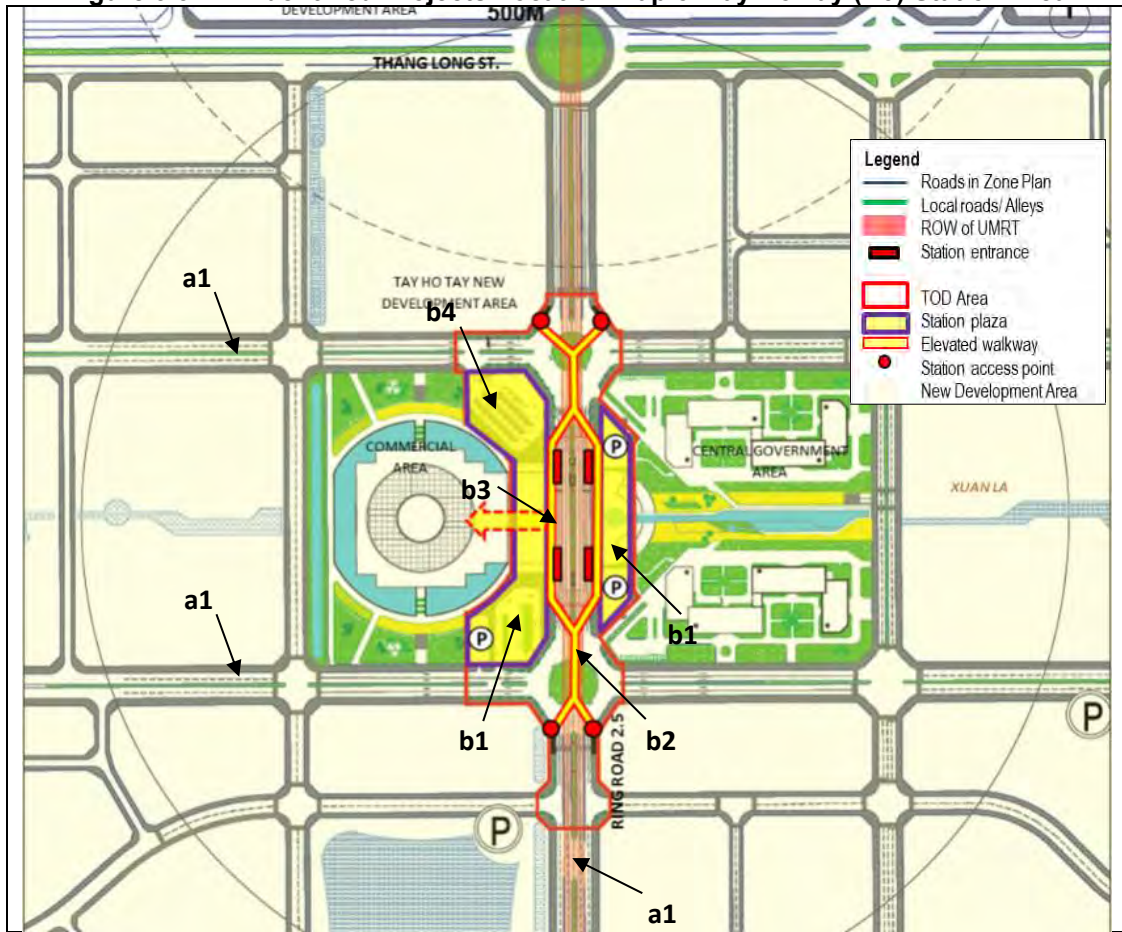 DEVELOPMENT AREA
500M
THANG LONG ST.
Legend
Roads in Zone Plan
Local roads/ Alleys
ROW of UMRT
Station entrance
TOD Area
Station plaza
Elevated walkway
Station access point
New Development Area
a1
TAY HO TAY NEW
DEVELOPMENT AREA
b4
P
COMMERCIAL
AREA
CENTRAL GOVERNMENT
AREA
b3
XUAN LA
a1
P
b1
P
b1
b2
RING ROAD 2.5
P
P
a1